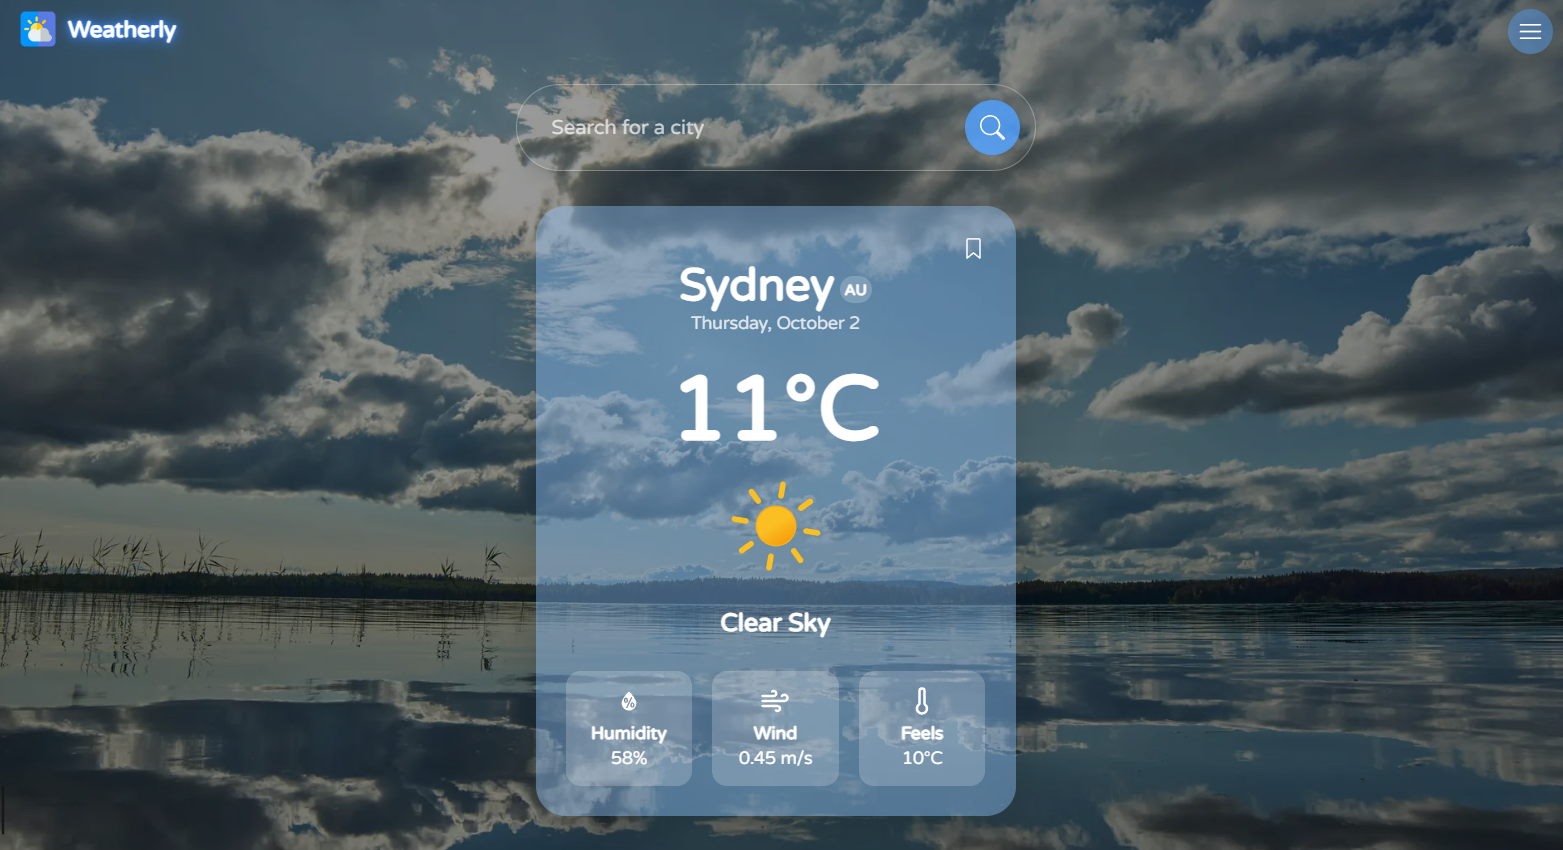 Weatherly
Search for a city
Sydney AU
Thursday, October 2
11°C
Clear Sky
Humidity
58%
Wind
0.45 m/s
Feels
10°C